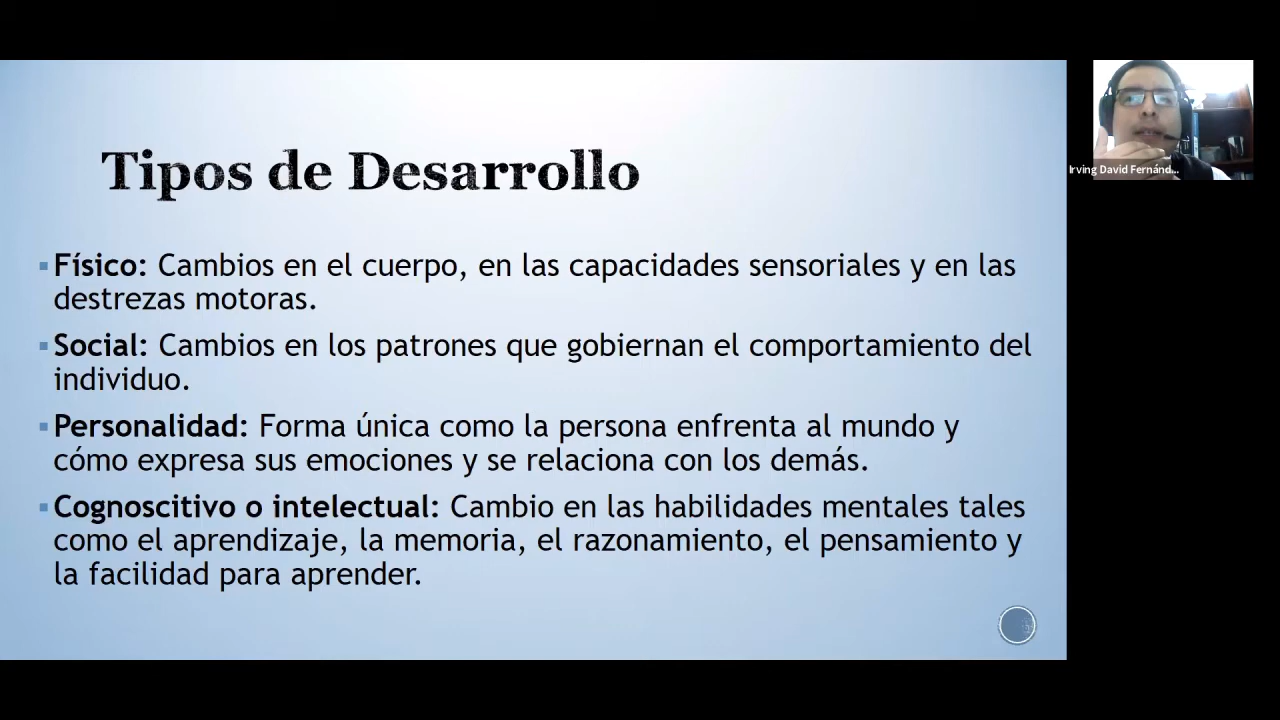 Tipos de Desarrollo
Físico: Cambios en el cuerpo, en las capacidades sensoriales y en las
destrezas motoras.
Social: Cambios en los patrones que gobiernan el comportamiento del
individuo.
Personalidad: Forma única como la persona enfrenta al mundo y
cómo expresa sus emociones y se relaciona con los demás.
Cognoscitivo o intelectual: Cambio en las habilidades mentales tales
como el aprendizaje, la memoria, el razonamiento, el pensamiento y
la facilidad para aprender.
Irving David Fernánd...